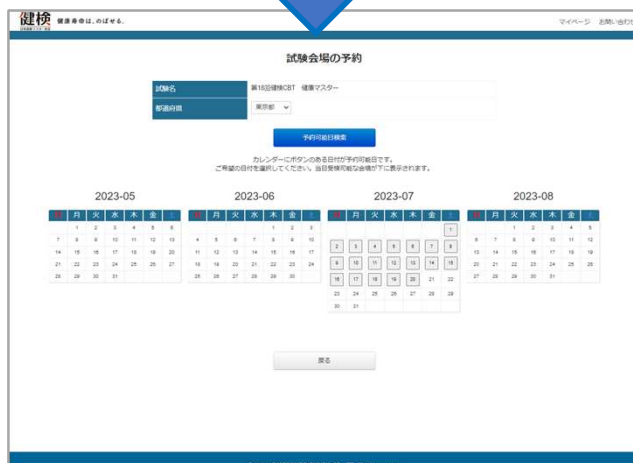 健検 健康寿命は、のばせる。
マイページ お問い合わせ
試験会場の予約
試験名 第18回健検CBT 健康マスター
都道府県 東京都
予約可能日検索
カレンダーにボタンのある日付が予約可能日です。
ご希望の日付を選択してください。当日受検可能な会場が下に表示されます。
2023-05
日 月 火 水 木 金 土
1 2 3 4 5 6
7 8 9 10 11 12 13
14 15 16 17 18 19 20
21 22 23 24 25 26 27
28 29 30 31
2023-06
日 月 火 水 木 金 土
1 2 3
4 5 6 7 8 9 10
11 12 13 14 15 16 17
18 19 20 21 22 23 24
25 26 27 28 29 30
2023-07
日 月 火 水 木 金 土
1
2 3 4 5 6 7 8
9 10 11 12 13 14 15
16 17 18 19 20 21 22
23 24 25 26 27 28 29
30 31
2023-08
日 月 火 水 木 金 土
1 2 3 4 5
6 7 8 9 10 11 12
13 14 15 16 17 18 19
20 21 22 23 24 25 26
27 28 29 30 31
戻る